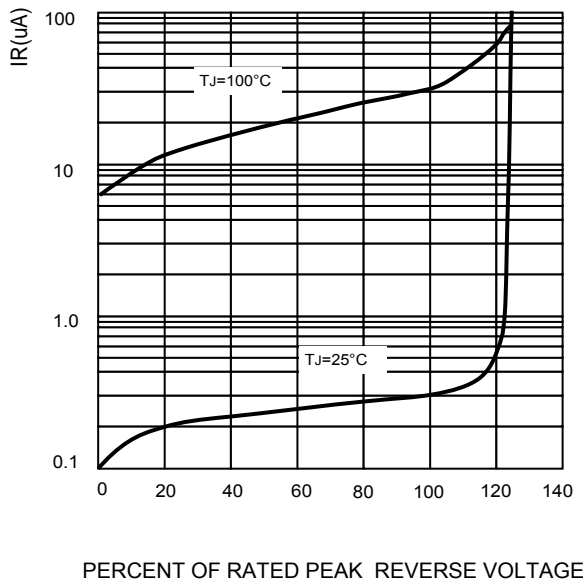 IR(uA)
100
10
1.0
0.1
TJ=100°C
TJ=25°C
0 20 40 60 80 100 120 140
PERCENT OF RATED PEAK REVERSE VOLTAGE